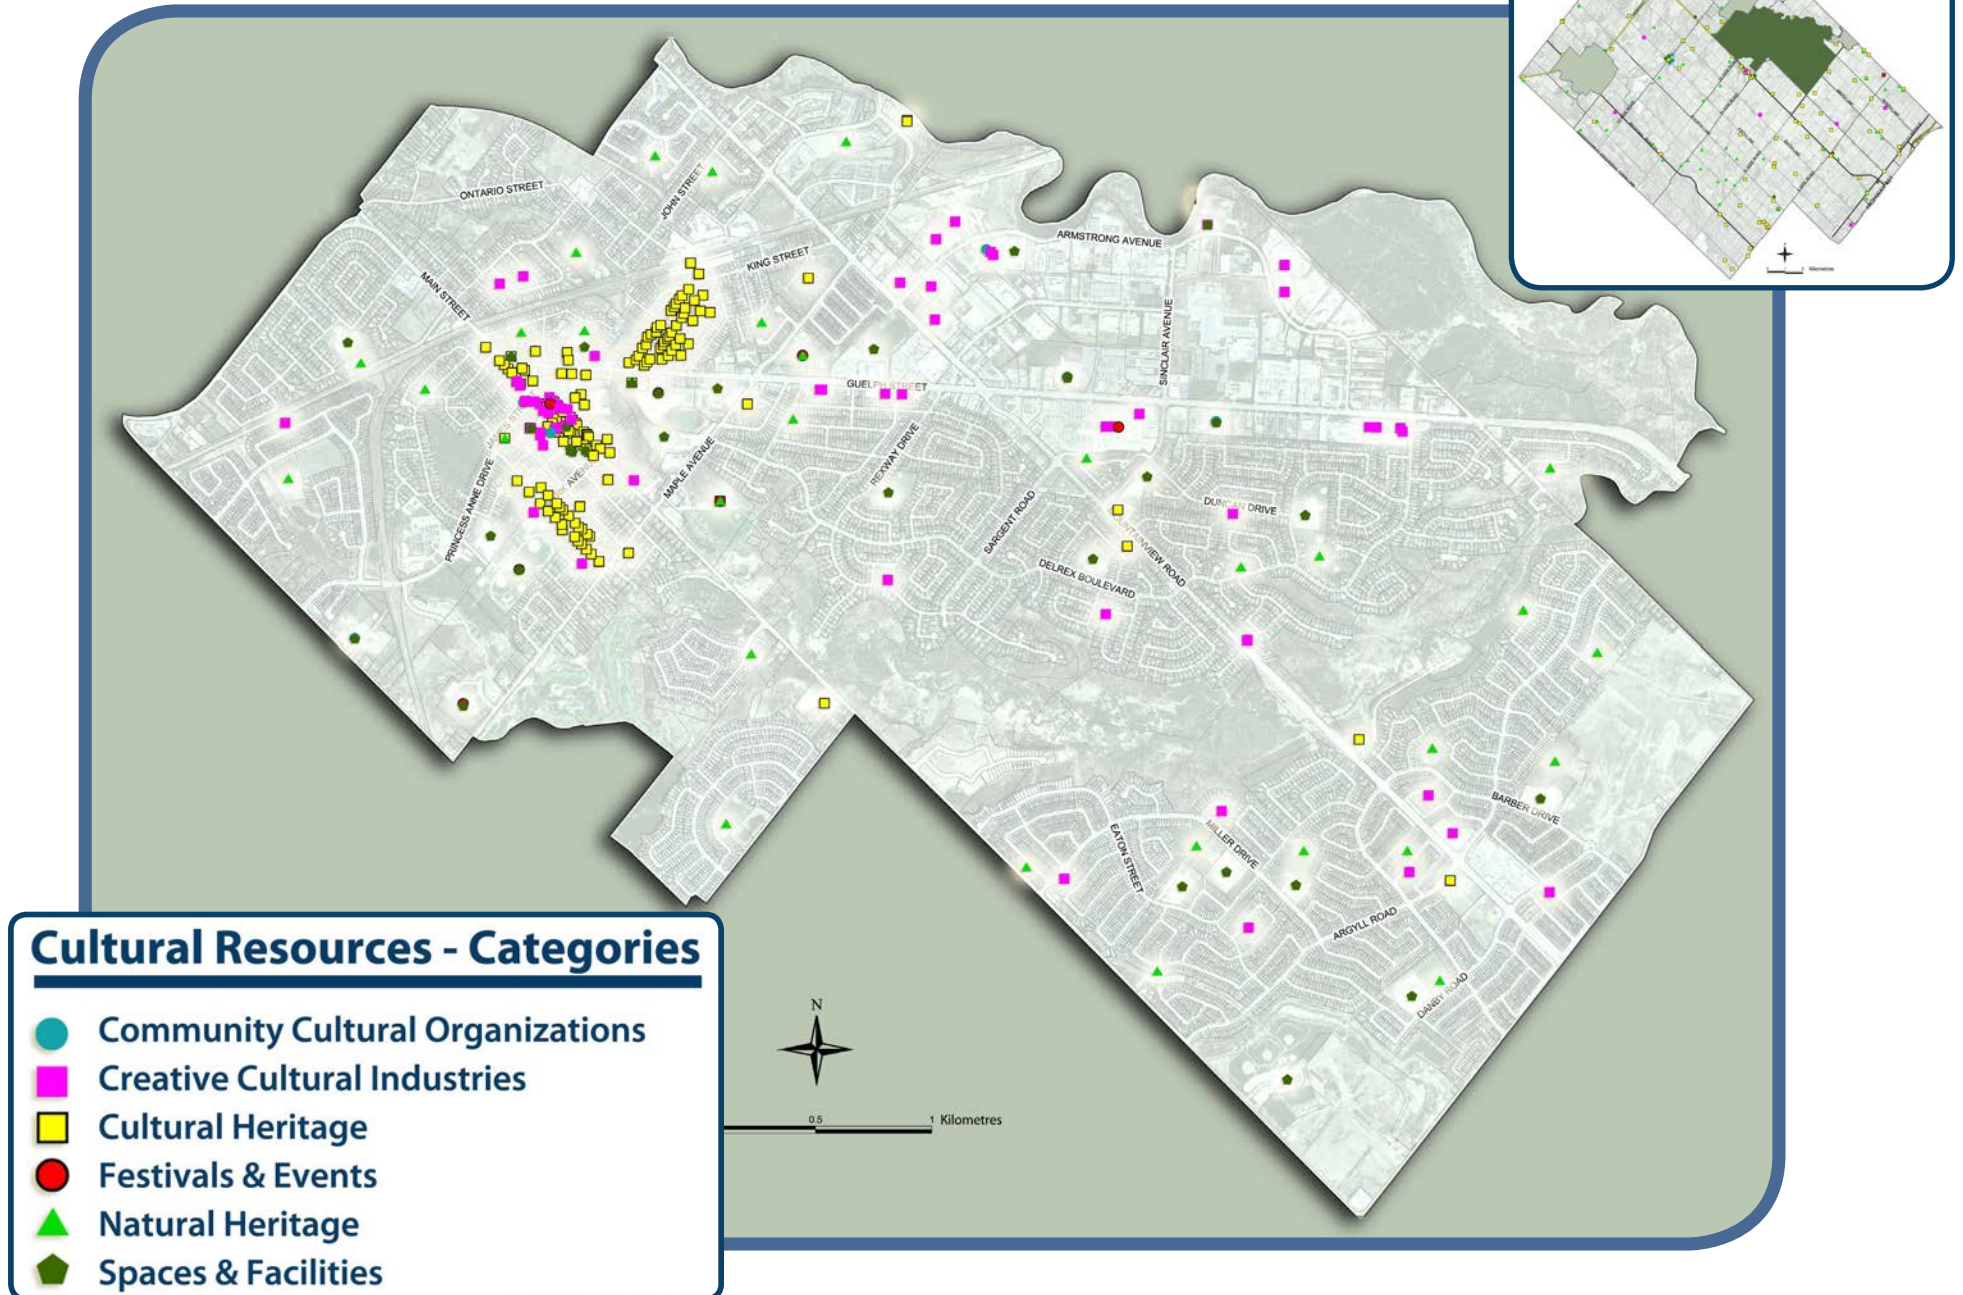 ONTARIO STREET
JOHN STREET
KING STREET
MAIN STREET
ARMSTRONG AVENUE
SINCLAIR AVENUE
GUELPH STREET
REXWAY DRIVE
MAPLE AVENUE
PRINCESS ANNE DRIVE
SARGENT ROAD
DUNCAN DRIVE
DELREX BOULEVARD
BARBER DRIVE
EATON STREET
MILLER DRIVE
ARGYLL ROAD
DANBY ROAD
Kilometres
N
0.5 1 Kilometres
Cultural Resources - Categories
Community Cultural Organizations
Creative Cultural Industries
Cultural Heritage
Festivals & Events
Natural Heritage
Spaces & Facilities